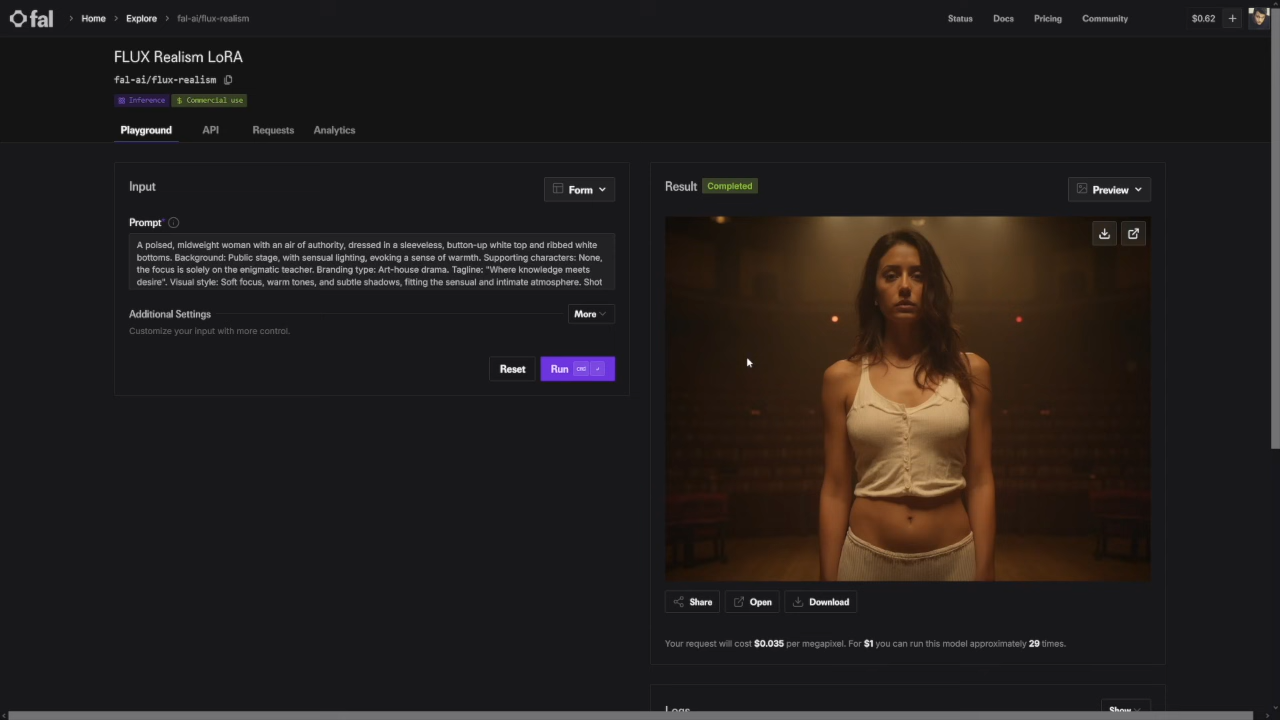 fal
Home
Explore
fal-ai/flux-realism
Status
Docs
Pricing
Community
$0.62
FLUX Realism LoRA
fal-ai/flux-realism
Inference
$ Commercial use
Playground
API
Requests
Analytics
Input
Form
Prompt*
A poised, midweight woman with an air of authority, dressed in a sleeveless, button-up white top and ribbed white
bottoms. Background: Public stage, with sensual lighting, evoking a sense of warmth. Supporting characters: None,
the focus is solely on the enigmatic teacher. Branding type: Art-house drama. Tagline: "Where knowledge meets
desire". Visual style: Soft focus, warm tones, and subtle shadows, fitting the sensual and intimate atmosphere. Shot
Additional Settings
More
Customize your input with more control.
Reset
Run
Result
Completed
Preview
Share
Open
Download
Your request will cost $0.035 per megapixel. For $1 you can run this model approximately 29 times.
Logs
Show